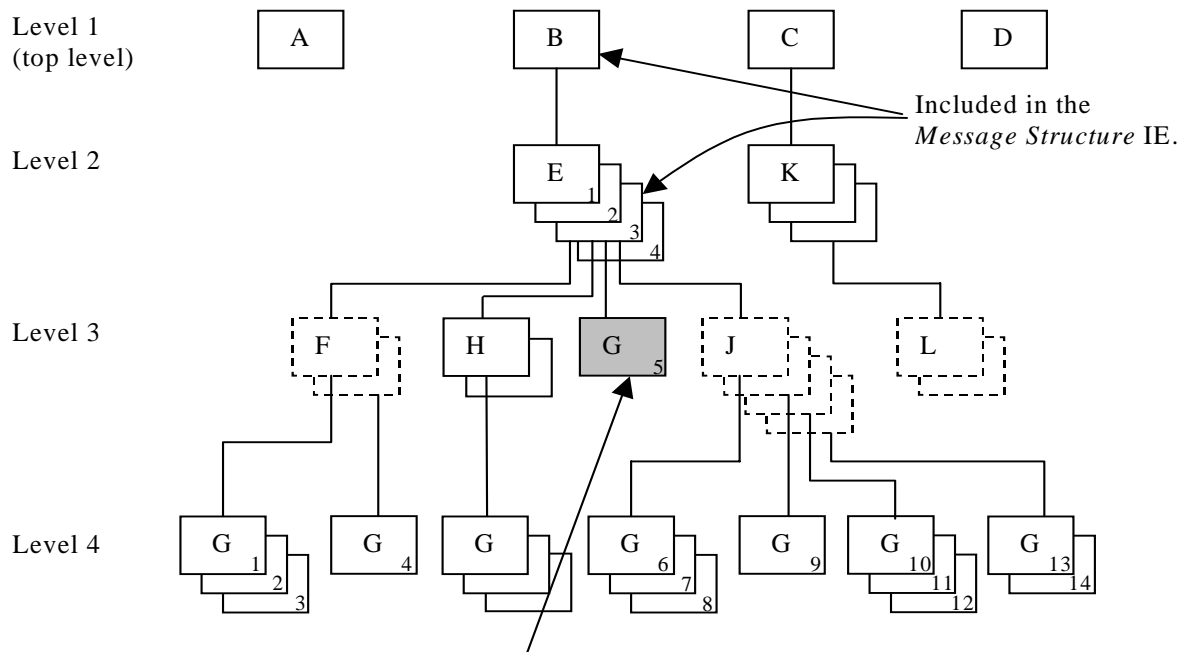 Level 1
(top level)
A
B
C
D
Included in the
Message Structure IE.
Level 2
E
1
2
3
4
K
Level 3
F
H
G
5
J
L
Level 4
G
1
2
3
G
4
G
G
6
7
8
G
9
G
10
11
12
G
13
14